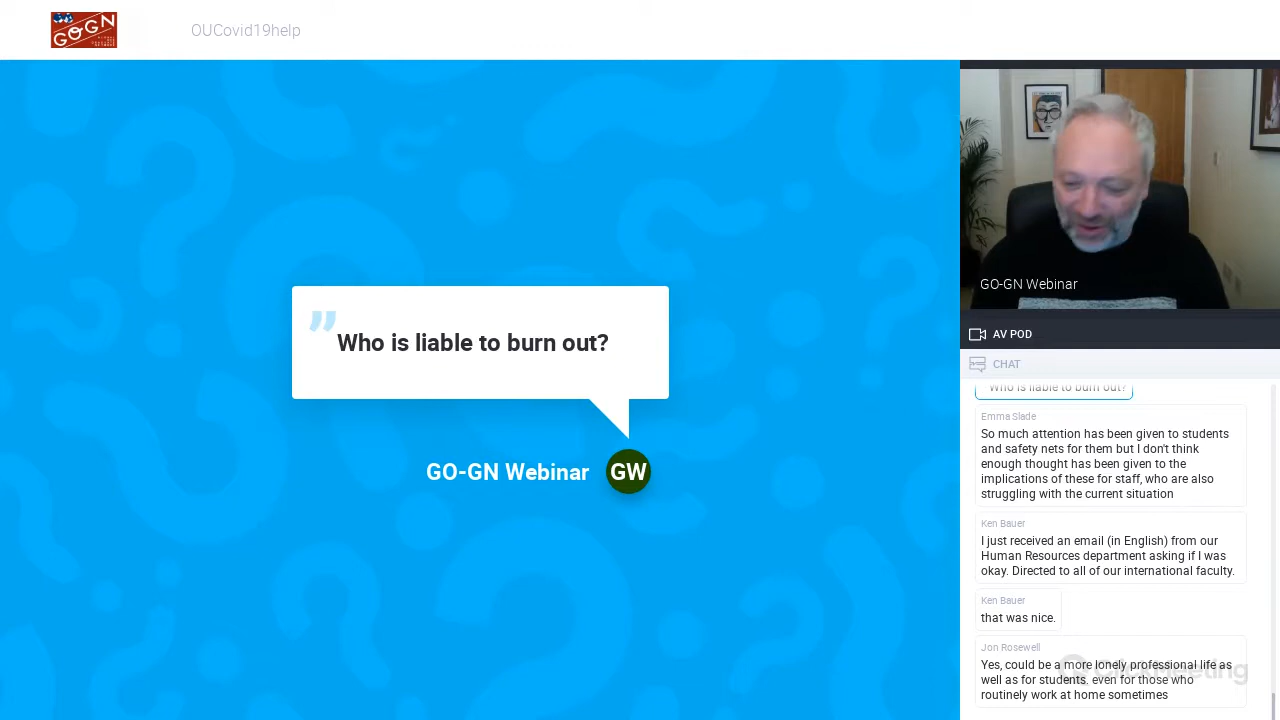 GO-GN
OUCovid19help
Who is liable to burn out?
GO-GN Webinar
GW
GO-GN Webinar
AV POD
CHAT
Who is liable to burn out?
Emma Slade
So much attention has been given to students
and safety nets for them but I don't think
enough thought has been given to the
implications of these for staff, who are also
struggling with the current situation
Ken Bauer
I just received an email (in English) from our
Human Resources department asking if I was
okay. Directed to all of our international faculty.
Ken Bauer
that was nice.
Jon Rosewell
Yes, could be a more lonely professional life as
well as for students. even for those who
routinely work at home sometimes
ClickMeeting